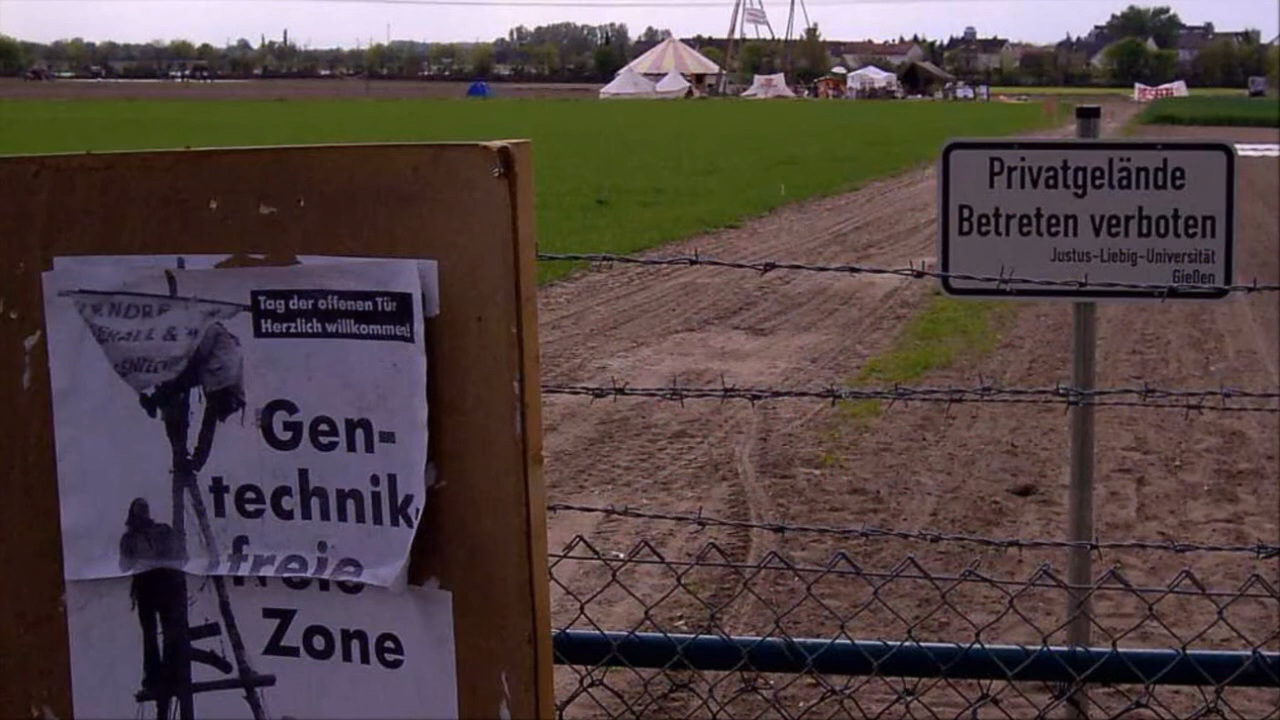 Tag der offenen Tür
Herzlich willkommen!
Gen-
technik
freie
Zone
Privatgelände
Betreten verboten
Justus-Liebig-Universität
Gießen